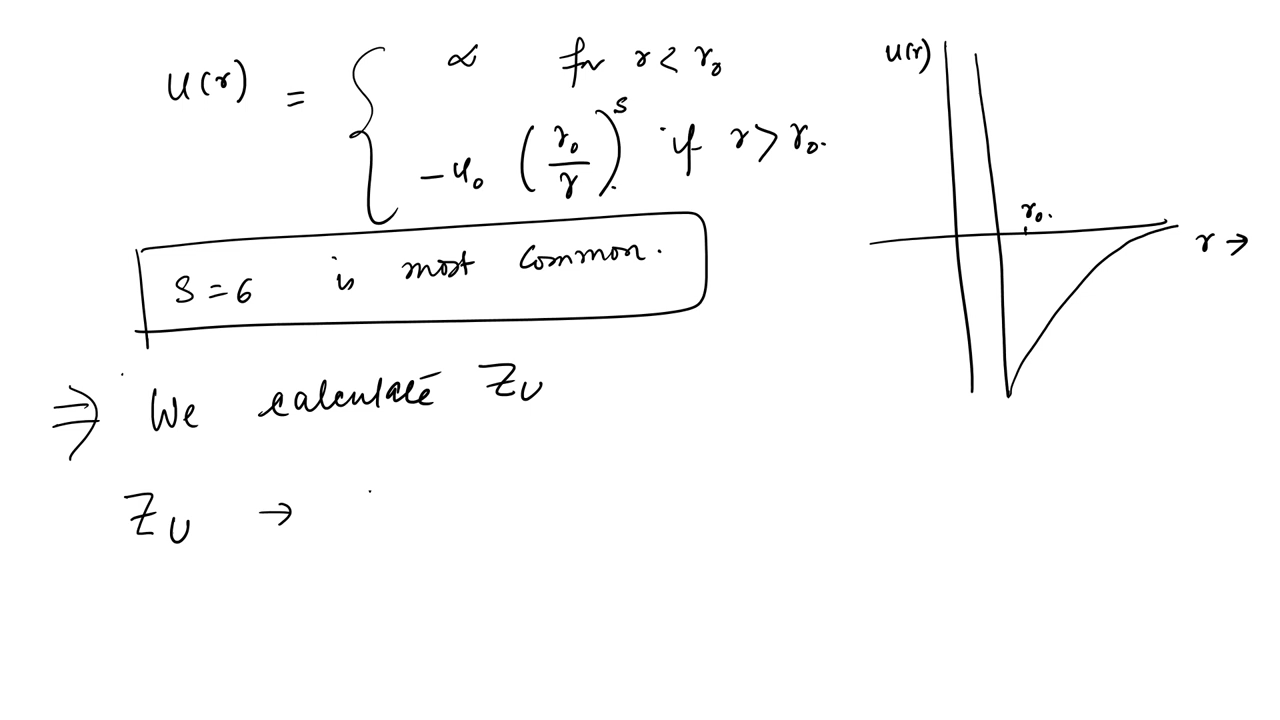 u(r) = { ∞ for r < r₀
-u₀ (r₀/r)^s if r > r₀.
S = 6 is most common.
⇒ We calculate Z_U
Z_U →
u(r)
r₀.
r →